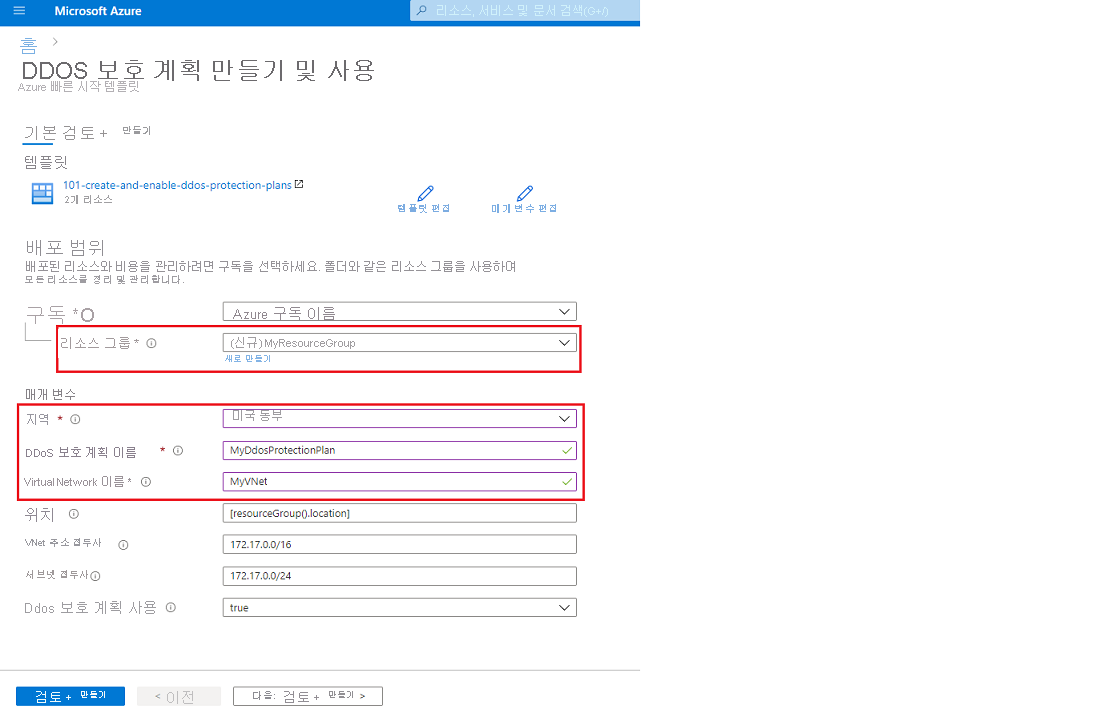 Microsoft Azure
리소스, 서비스 및 문서 검색(G+/)
홈 >
DDOS 보호 계획 만들기 및 사용
Azure 빠른 시작 템플릿
기본 검토 + 만들기
템플릿
101-create-and-enable-ddos-protection-plans
2개 리소스
템플릿 편집
매개 변수 편집
배포 범위
배포된 리소스와 비용을 관리하려면 구독을 선택하세요. 폴더와 같은 리소스 그룹을 사용하여
모든 리소스를 정리 및 관리합니다.
구독 *
Azure 구독 이름
리소스 그룹 *
(신규) MyResourceGroup
새로 만들기
매개 변수
지역 *
미국 동부
DDoS 보호 계획 이름 *
MyDdosProtectionPlan
Virtual Network 이름 *
MyVNet
위치
[resourceGroup().location]
VNet 주소 접두사
172.17.0.0/16
서브넷 접두사
172.17.0.0/24
Ddos 보호 계획 사용
true
검토 + 만들기
< 이전
다음: 검토 + 만들기 >